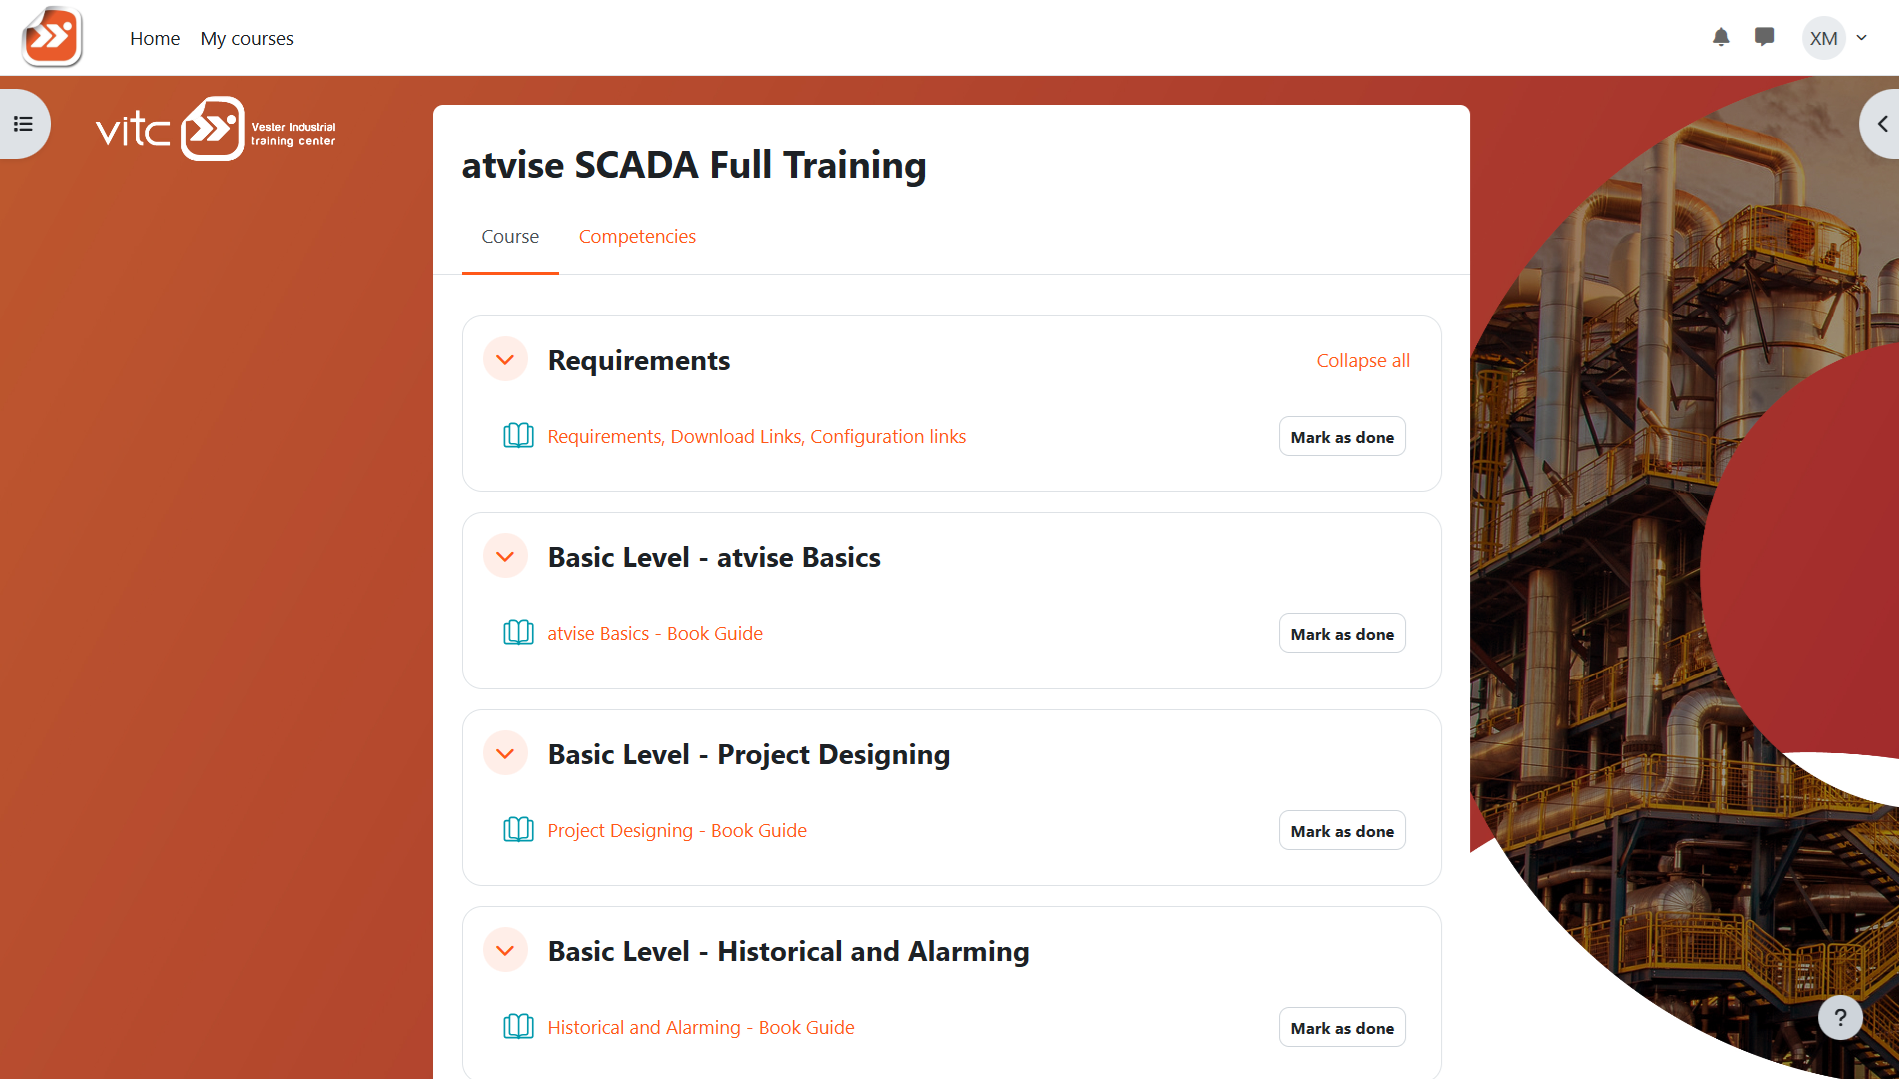 Home My courses
XM
vitc
Vester Industrial
training center
atvise SCADA Full Training
Course Competencies
Requirements
Collapse all
Requirements, Download Links, Configuration links
Mark as done
Basic Level - atvise Basics
atvise Basics - Book Guide
Mark as done
Basic Level - Project Designing
Project Designing - Book Guide
Mark as done
Basic Level - Historical and Alarming
Historical and Alarming - Book Guide
Mark as done
?